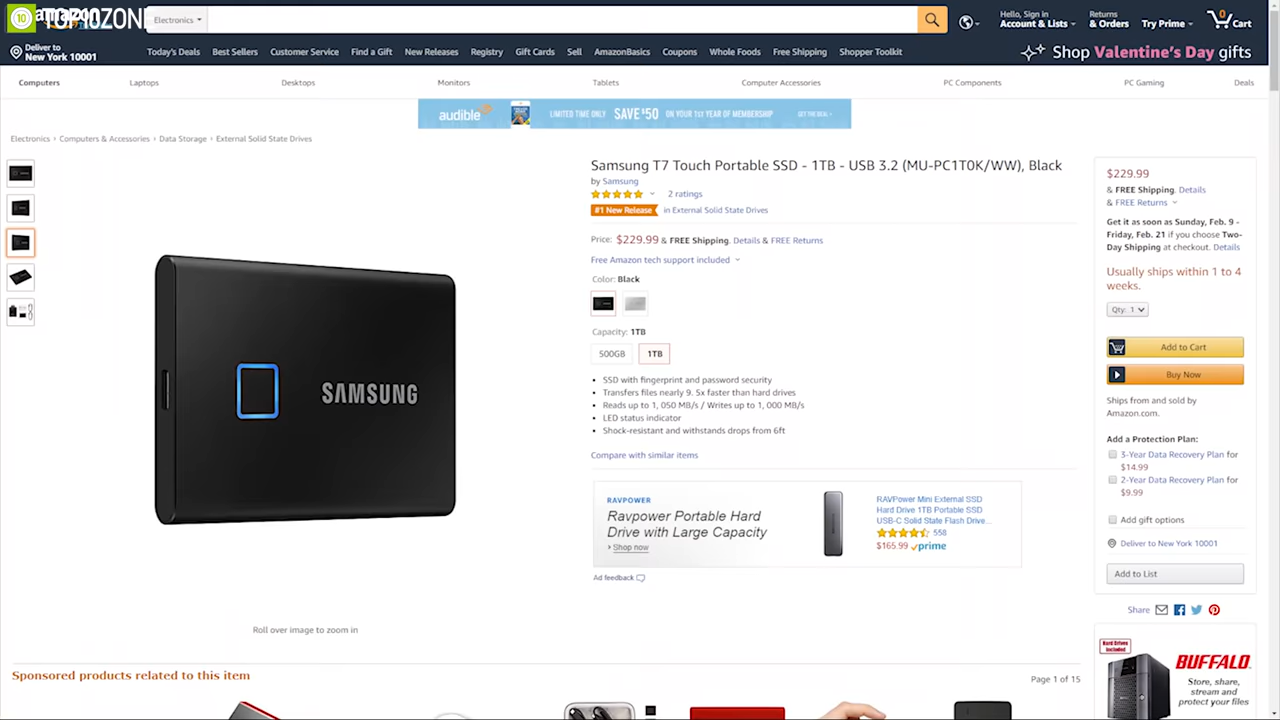 10 TOP10ZONE
amazon
Electronics
Hello, Sign in
Account & Lists
Returns
& Orders
Try Prime
0
Cart
Deliver to
New York 10001
Today's Deals
Best Sellers
Customer Service
Find a Gift
New Releases
Registry
Gift Cards
Sell
AmazonBasics
Coupons
Whole Foods
Free Shipping
Shopper Toolkit
Shop Valentine's Day gifts
Computers
Laptops
Desktops
Monitors
Tablets
Computer Accessories
PC Components
PC Gaming
Deals
audible
LIMITED TIME ONLY SAVE $50 ON YOUR 1ST YEAR OF MEMBERSHIP
GET THE DEAL ›
Electronics › Computers & Accessories › Data Storage › External Solid State Drives
SAMSUNG
Roll over image to zoom in
Samsung T7 Touch Portable SSD - 1TB - USB 3.2 (MU-PC1T0K/WW), Black
by Samsung
2 ratings
#1 New Release in External Solid State Drives
Price: $229.99 & FREE Shipping. Details & FREE Returns
Free Amazon tech support included
Color: Black
Capacity: 1TB
500GB
1TB
• SSD with fingerprint and password security
• Transfers files nearly 9. 5x faster than hard drives
• Reads up to 1, 050 MB/s / Writes up to 1, 000 MB/s
• LED status indicator
• Shock-resistant and withstands drops from 6ft
Compare with similar items
RAVPOWER
Ravpower Portable Hard
Drive with Large Capacity
› Shop now
RAVPower Mini External SSD
Hard Drive 1TB Portable SSD
USB-C Solid State Flash Drive...
558
$165.99 prime
Ad feedback
$229.99
& FREE Shipping. Details
& FREE Returns
Get it as soon as Sunday, Feb. 9 -
Friday, Feb. 21 if you choose Two-
Day Shipping at checkout. Details
Usually ships within 1 to 4
weeks.
Qty: 1
Add to Cart
Buy Now
Ships from and sold by
Amazon.com.
Add a Protection Plan:
3-Year Data Recovery Plan for
$14.99
2-Year Data Recovery Plan for
$9.99
Add gift options
Deliver to New York 10001
Add to List
Share
Hard Drives
Included
BUFFALO
Store, share,
stream and
protect your files
Sponsored products related to this item
Page 1 of 15